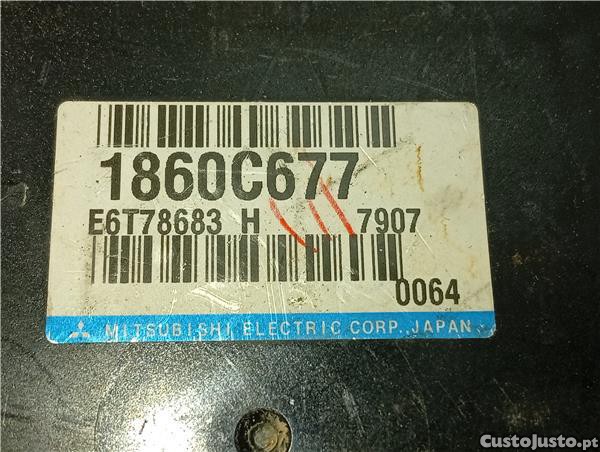 1860C677
E6T78683 H 7907
0064
MITSUBISHI ELECTRIC CORP., JAPAN
CustoJusto.pt